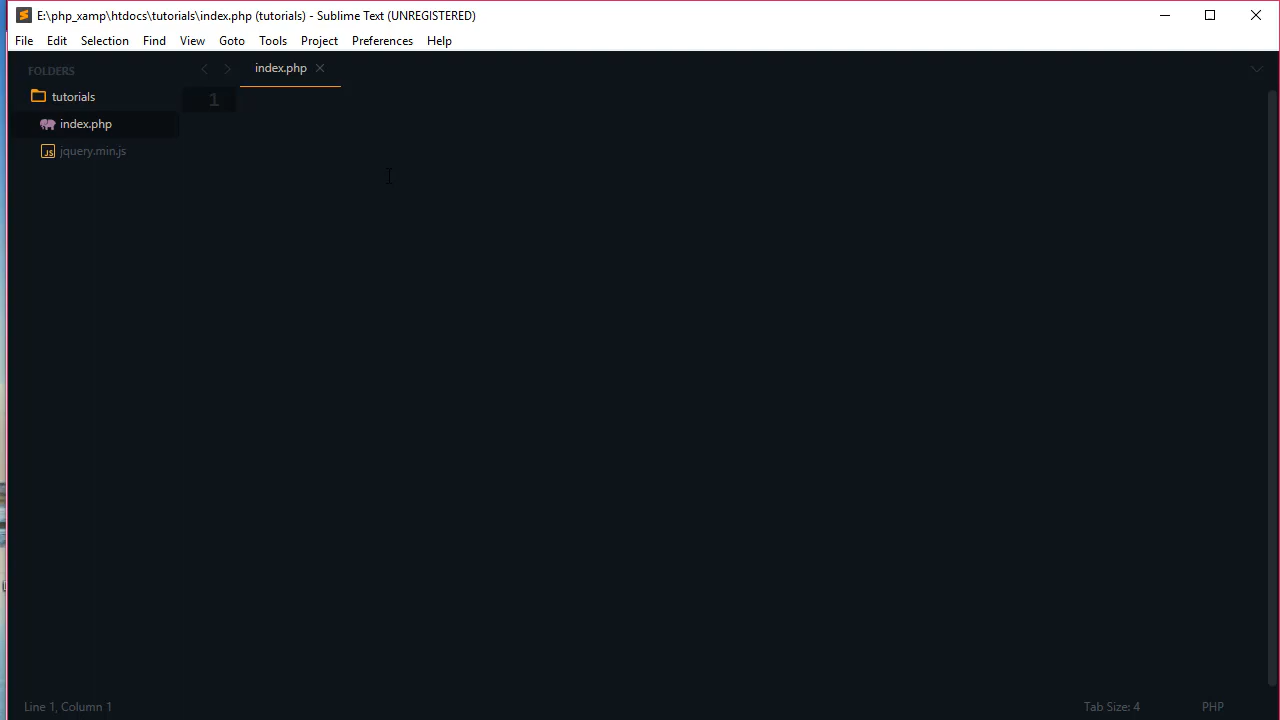 E:\php_xamp\htdocs\tutorials\index.php (tutorials) - Sublime Text (UNREGISTERED)
File Edit Selection Find View Goto Tools Project Preferences Help
FOLDERS
tutorials
index.php
JS jquery.min.js
index.php
1
Line 1, Column 1
Tab Size: 4
PHP